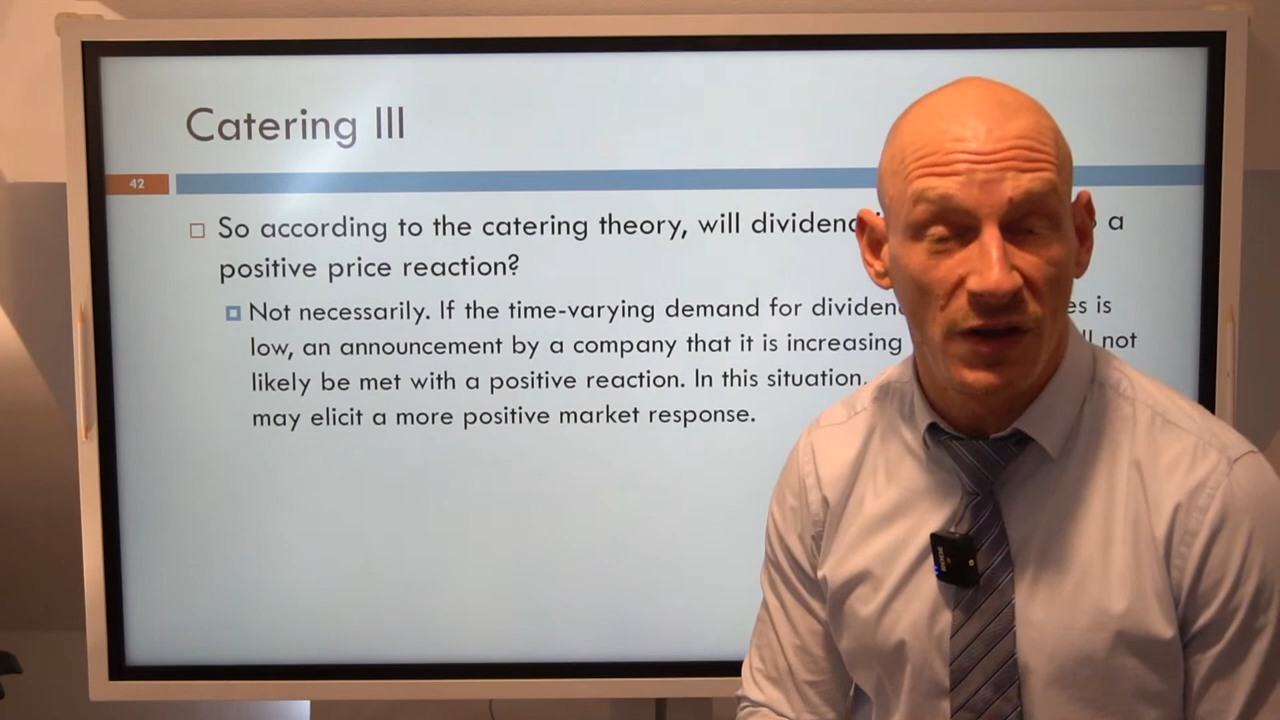 Catering III
42
So according to the catering theory, will dividend a
positive price reaction?
Not necessarily. If the time-varying demand for dividend is
low, an announcement by a company that it is increasing not
likely be met with a positive reaction. In this situation,
may elicit a more positive market response.